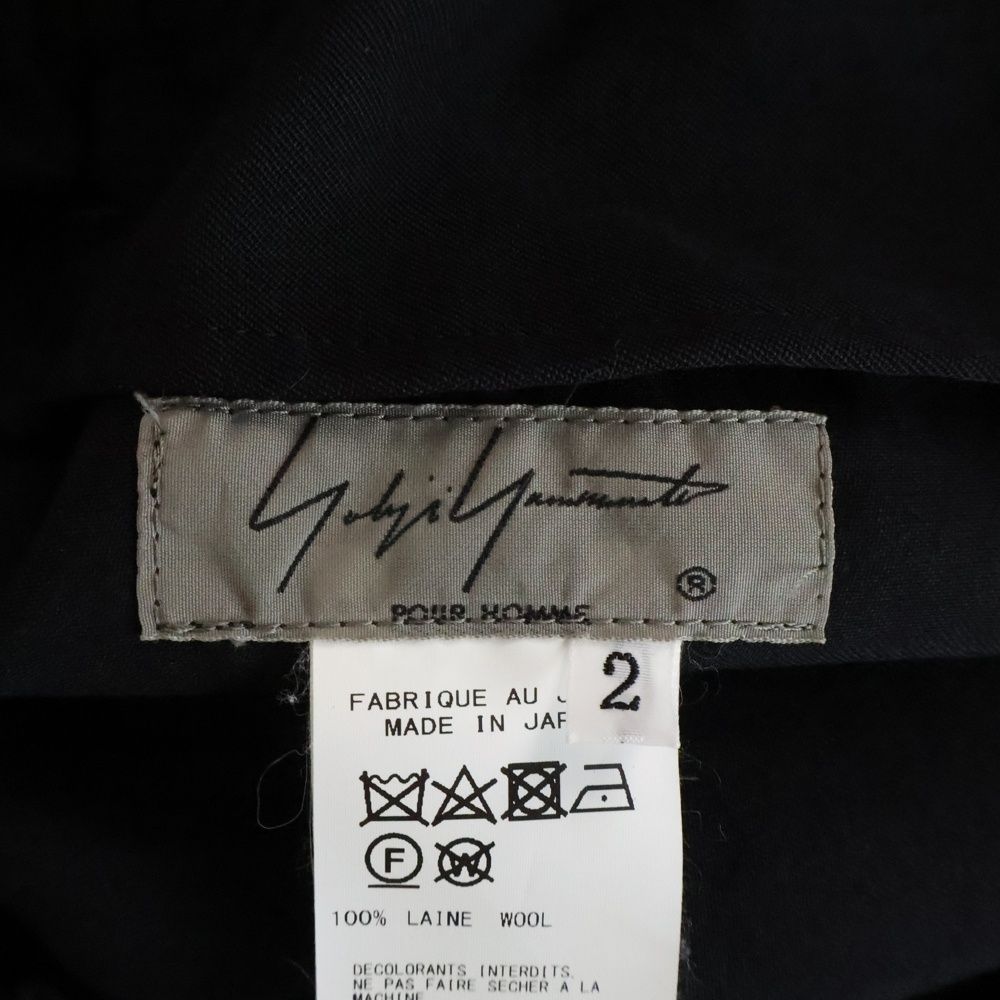 Yohji Yamamoto
®
POUR HOMME
2
FABRIQUE AU J
MADE IN JAP
F
W
100% LAINE WOOL
DECOLORANTS INTERDITS
NE PAS FAIRE SECHER A LA
MACHINE